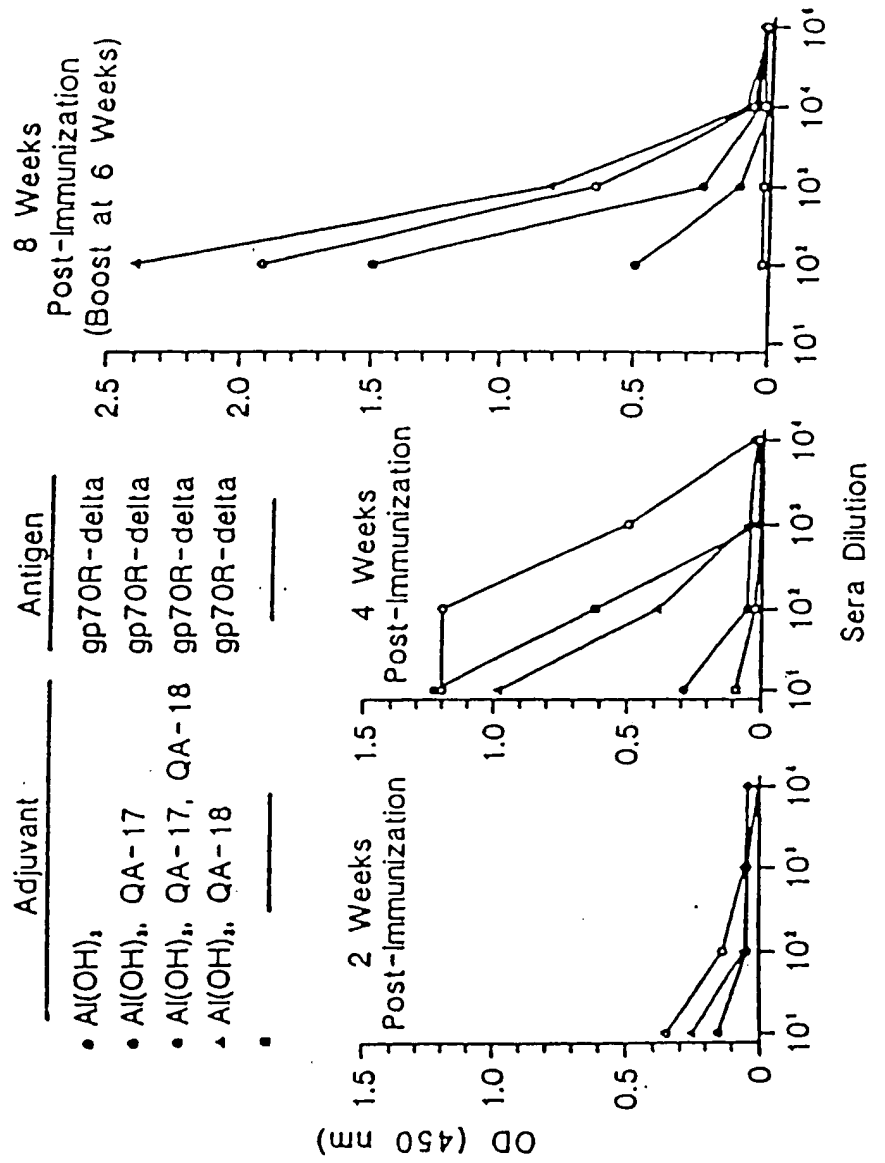 Adjuvant Antigen
• Al(OH)₃ gp70R-delta
• Al(OH)₃, QA-17 gp70R-delta
• Al(OH)₃, QA-17, QA-18 gp70R-delta
▴ Al(OH)₃, QA-18 gp70R-delta
▪
OD (450 nm)
2 Weeks
Post-Immunization
1.5
1.0
0.5
0
10¹ 10² 10³ 10⁴
4 Weeks
Post-Immunization
1.5
1.0
0.5
0
10¹ 10² 10³ 10⁴
8 Weeks
Post-Immunization
(Boost at 6 Weeks)
2.5
2.0
1.5
1.0
0.5
0
10¹ 10² 10³ 10⁴ 10⁵
Sera Dilution